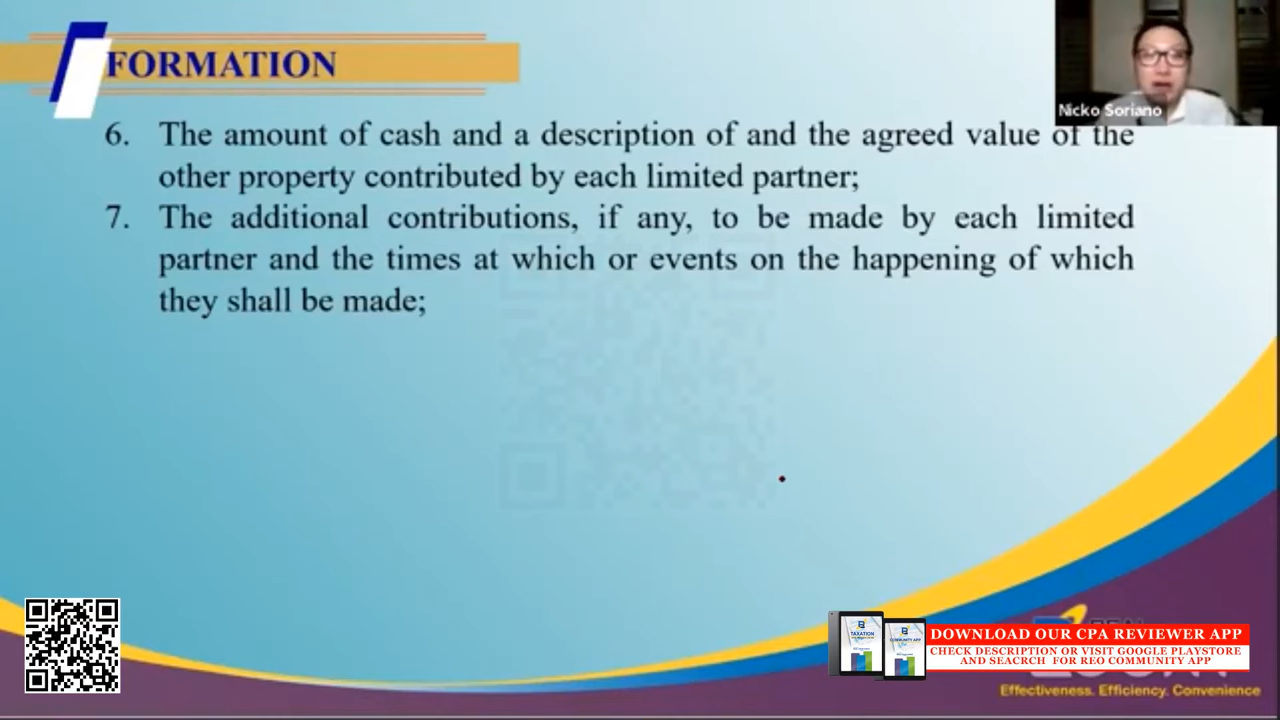 FORMATION
Nicko Soriano
6. The amount of cash and a description of and the agreed value of the
other property contributed by each limited partner;
7. The additional contributions, if any, to be made by each limited
partner and the times at which or events on the happening of which
they shall be made;
TAXATION
COMMUNITY APP
DOWNLOAD OUR CPA REVIEWER APP
CHECK DESCRIPTION OR VISIT GOOGLE PLAYSTORE
AND SEACRCH FOR REO COMMUNITY APP
Effectiveness. Efficiency. Convenience